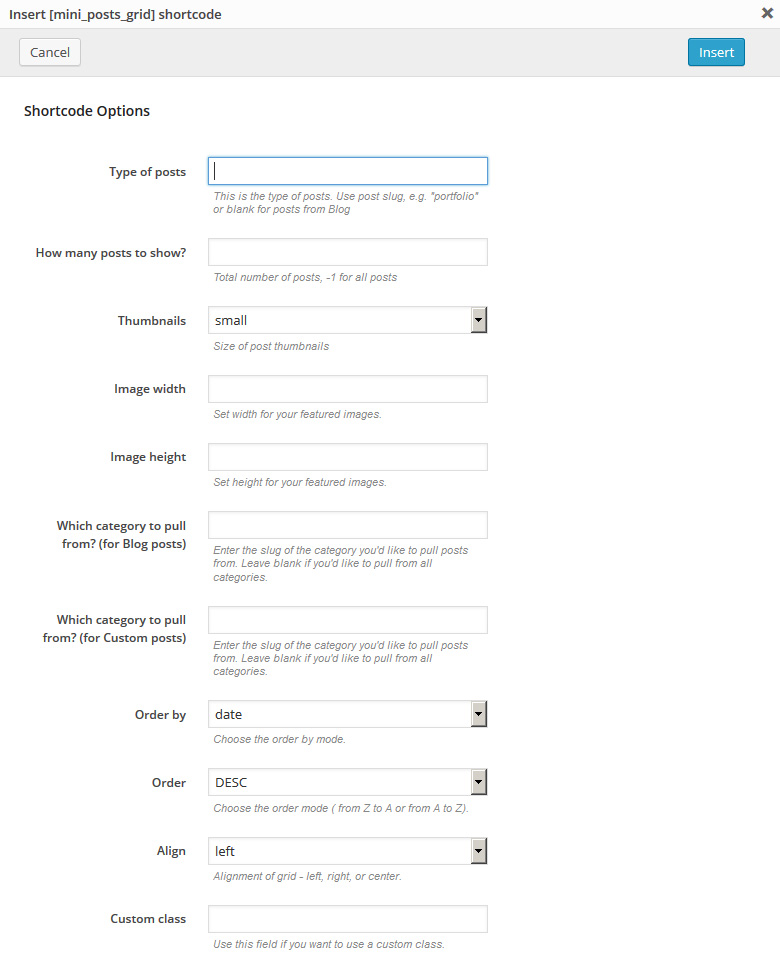 Insert [mini_posts_grid] shortcode
Cancel
Insert
Shortcode Options
Type of posts
This is the type of posts. Use post slug, e.g. "portfolio"
or blank for posts from Blog
How many posts to show?
Total number of posts, -1 for all posts
Thumbnails
small
Size of post thumbnails
Image width
Set width for your featured images.
Image height
Set height for your featured images.
Which category to pull
from? (for Blog posts)
Enter the slug of the category you'd like to pull posts
from. Leave blank if you'd like to pull from all
categories.
Which category to pull
from? (for Custom posts)
Enter the slug of the category you'd like to pull posts
from. Leave blank if you'd like to pull from all
categories.
Order by
date
Choose the order by mode.
Order
DESC
Choose the order mode ( from Z to A or from A to Z).
Align
left
Alignment of grid - left, right, or center.
Custom class
Use this field if you want to use a custom class.